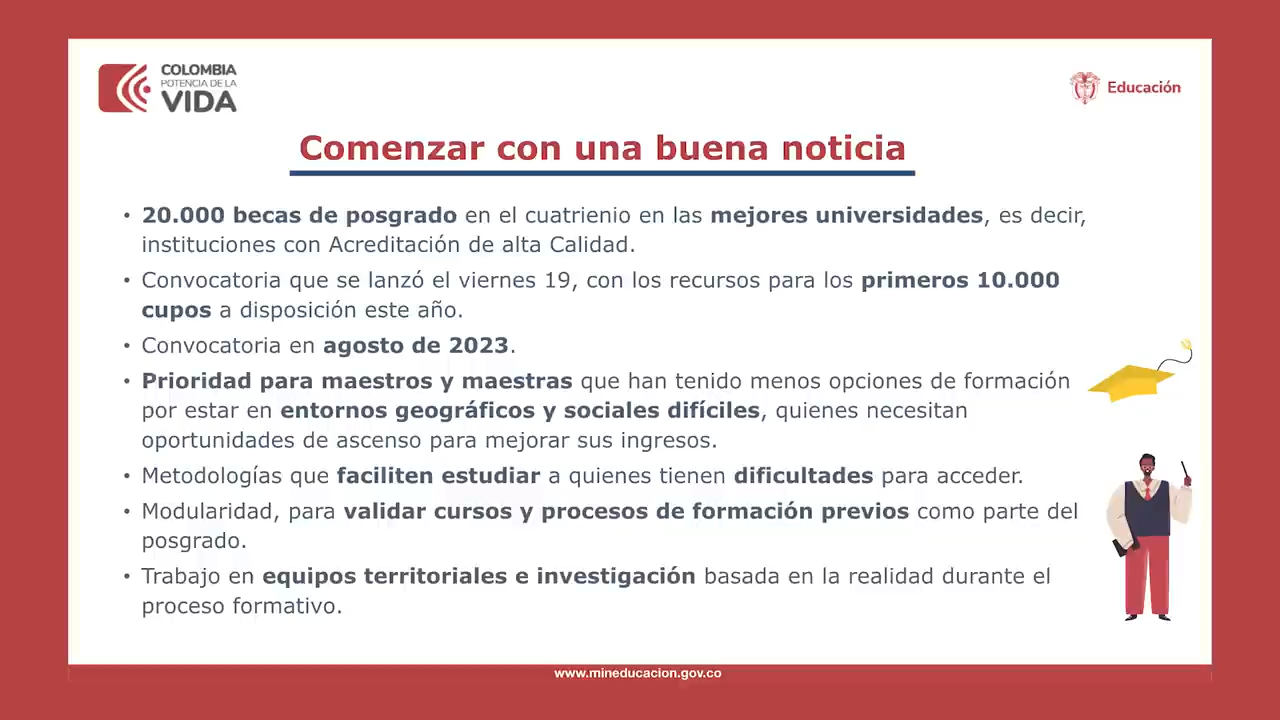 COLOMBIA
POTENCIA DE LA
VIDA
Educación
Comenzar con una buena noticia
• 20.000 becas de posgrado en el cuatrienio en las mejores universidades, es decir,
instituciones con Acreditación de alta Calidad.
• Convocatoria que se lanzó el viernes 19, con los recursos para los primeros 10.000
cupos a disposición este año.
• Convocatoria en agosto de 2023.
• Prioridad para maestros y maestras que han tenido menos opciones de formación
por estar en entornos geográficos y sociales difíciles, quienes necesitan
oportunidades de ascenso para mejorar sus ingresos.
• Metodologías que faciliten estudiar a quienes tienen dificultades para acceder.
• Modularidad, para validar cursos y procesos de formación previos como parte del
posgrado.
• Trabajo en equipos territoriales e investigación basada en la realidad durante el
proceso formativo.
www.mineducacion.gov.co